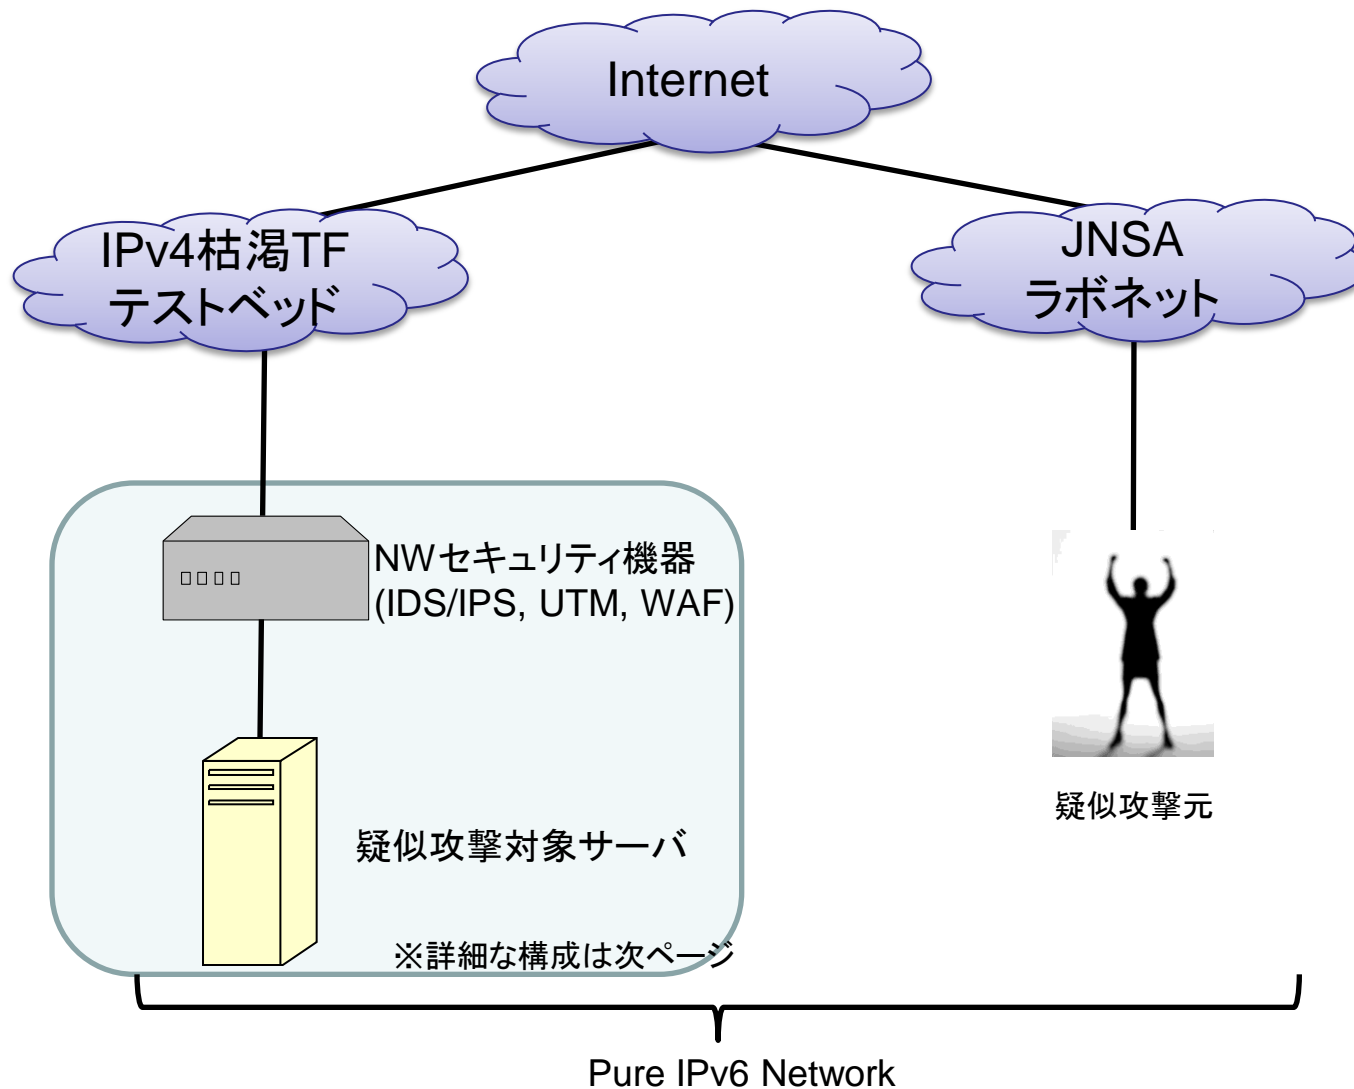 Internet
IPv4枯渇TF
テストベッド
JNSA
ラボネット
NWセキュリティ機器
(IDS/IPS, UTM, WAF)
疑似攻撃元
疑似攻撃対象サーバ
※詳細な構成は次ページ
Pure IPv6 Network